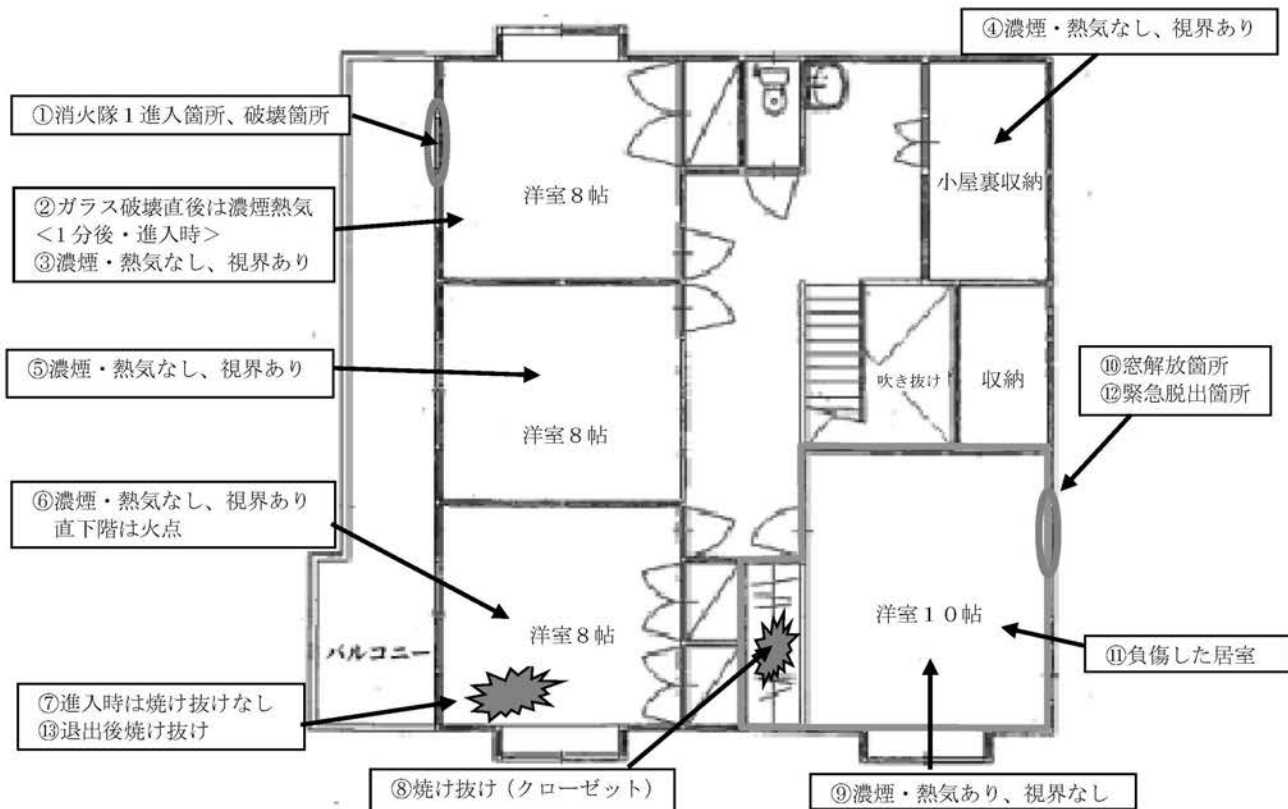 ④濃煙・熱気なし、視界あり
①消火隊1進入箇所、破壊箇所
洋室8帖
小屋裏収納
②ガラス破壊直後は濃煙熱気
<1分後・進入時>
③濃煙・熱気なし、視界あり
⑤濃煙・熱気なし、視界あり
洋室8帖
吹き抜け
収納
⑩窓解放箇所
⑫緊急脱出箇所
⑥濃煙・熱気なし、視界あり
直下階は火点
洋室8帖
洋室10帖
バルコニー
⑪負傷した居室
⑦進入時は焼け抜けなし
⑬退出後焼け抜け
⑧焼け抜け(クローゼット)
⑨濃煙・熱気あり、視界なし